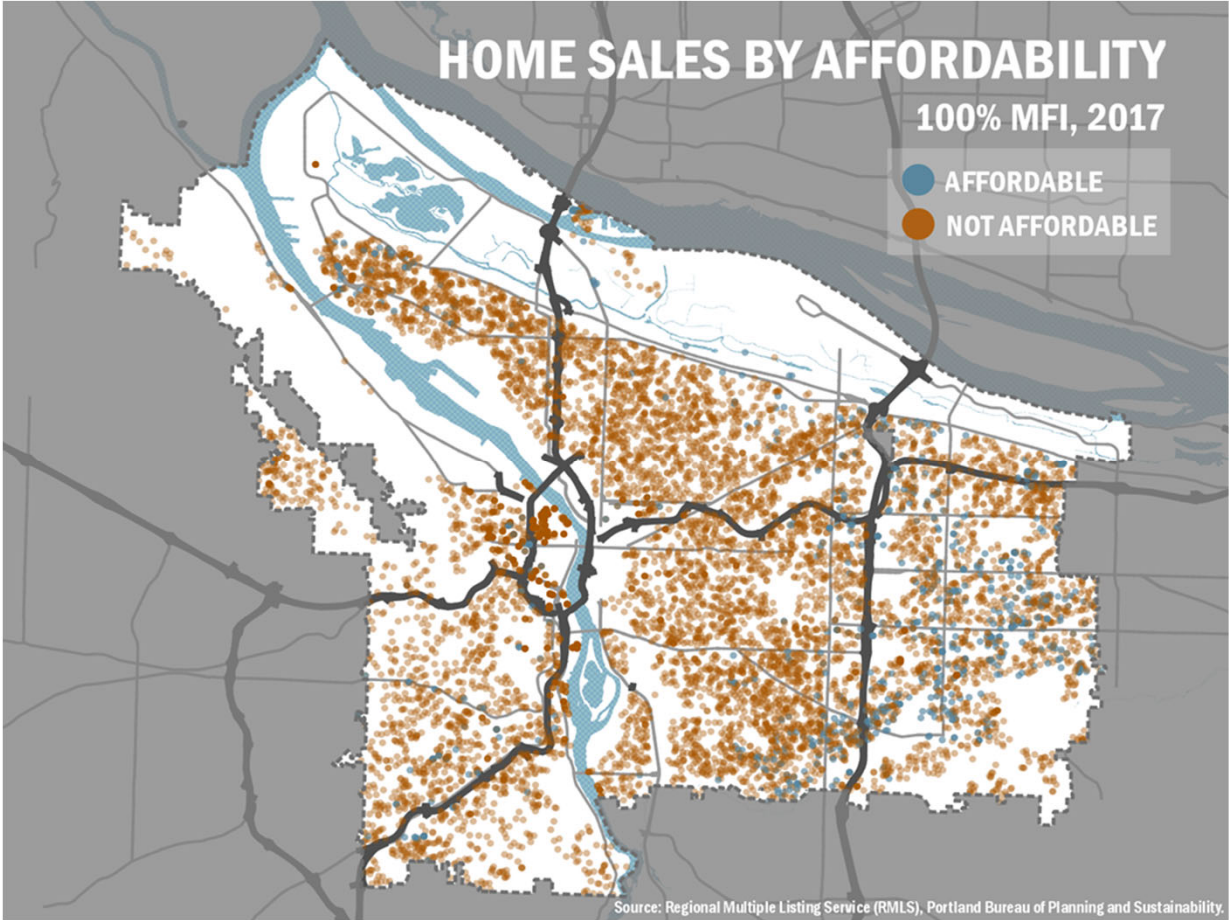 HOME SALES BY AFFORDABILITY
100% MFI, 2017
AFFORDABLE
NOT AFFORDABLE
Source: Regional Multiple Listing Service (RMLS), Portland Bureau of Planning and Sustainability.